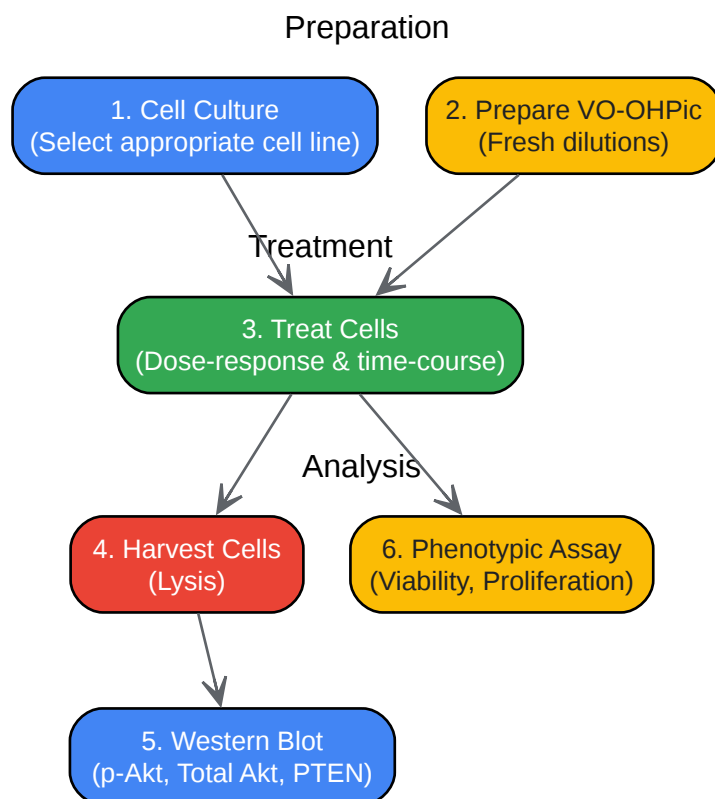 Preparation
1. Cell Culture
(Select appropriate cell line)
2. Prepare VO-OHPic
(Fresh dilutions)
Treatment
3. Treat Cells
(Dose-response & time-course)
Analysis
4. Harvest Cells
(Lysis)
6. Phenotypic Assay
(Viability, Proliferation)
5. Western Blot
(p-Akt, Total Akt, PTEN)